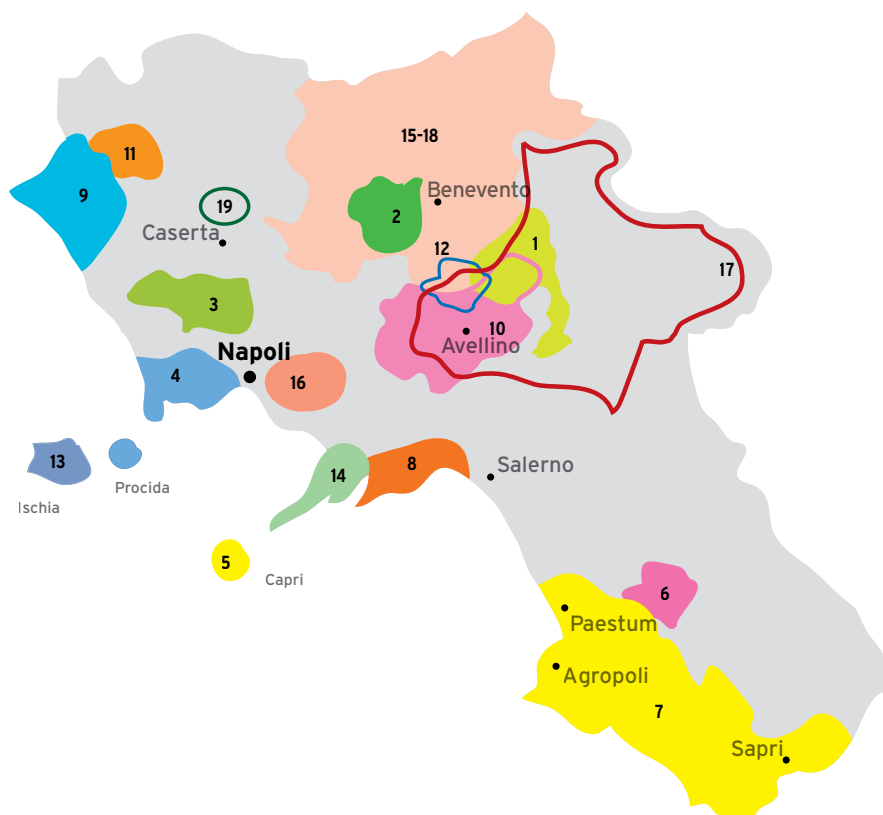 15-18
11
Benevento
9
19
2
Caserta
12
1
17
3
10
Avellino
Napoli
4
16
13
Procida
Ischia
14
8
Salerno
5
Capri
6
Paestum
Agropoli
7
Sapri